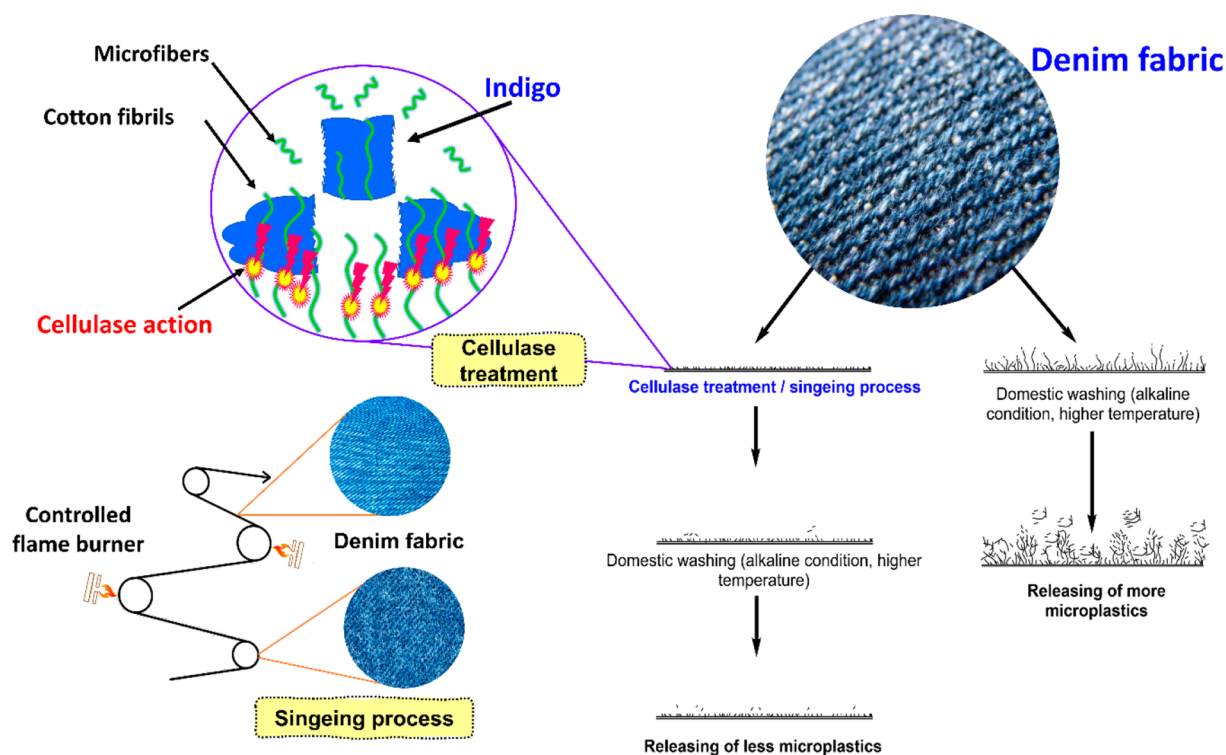 Microfibers
Cotton fibrils
Indigo
Denim fabric
Cellulase action
Cellulase
treatment
Cellulase treatment / singeing process
Domestic washing (alkaline
condition, higher temperature)
Controlled
flame burner
Denim fabric
Domestic washing (alkaline condition, higher
temperature)
Releasing of more
microplastics
Singeing process
Releasing of less microplastics